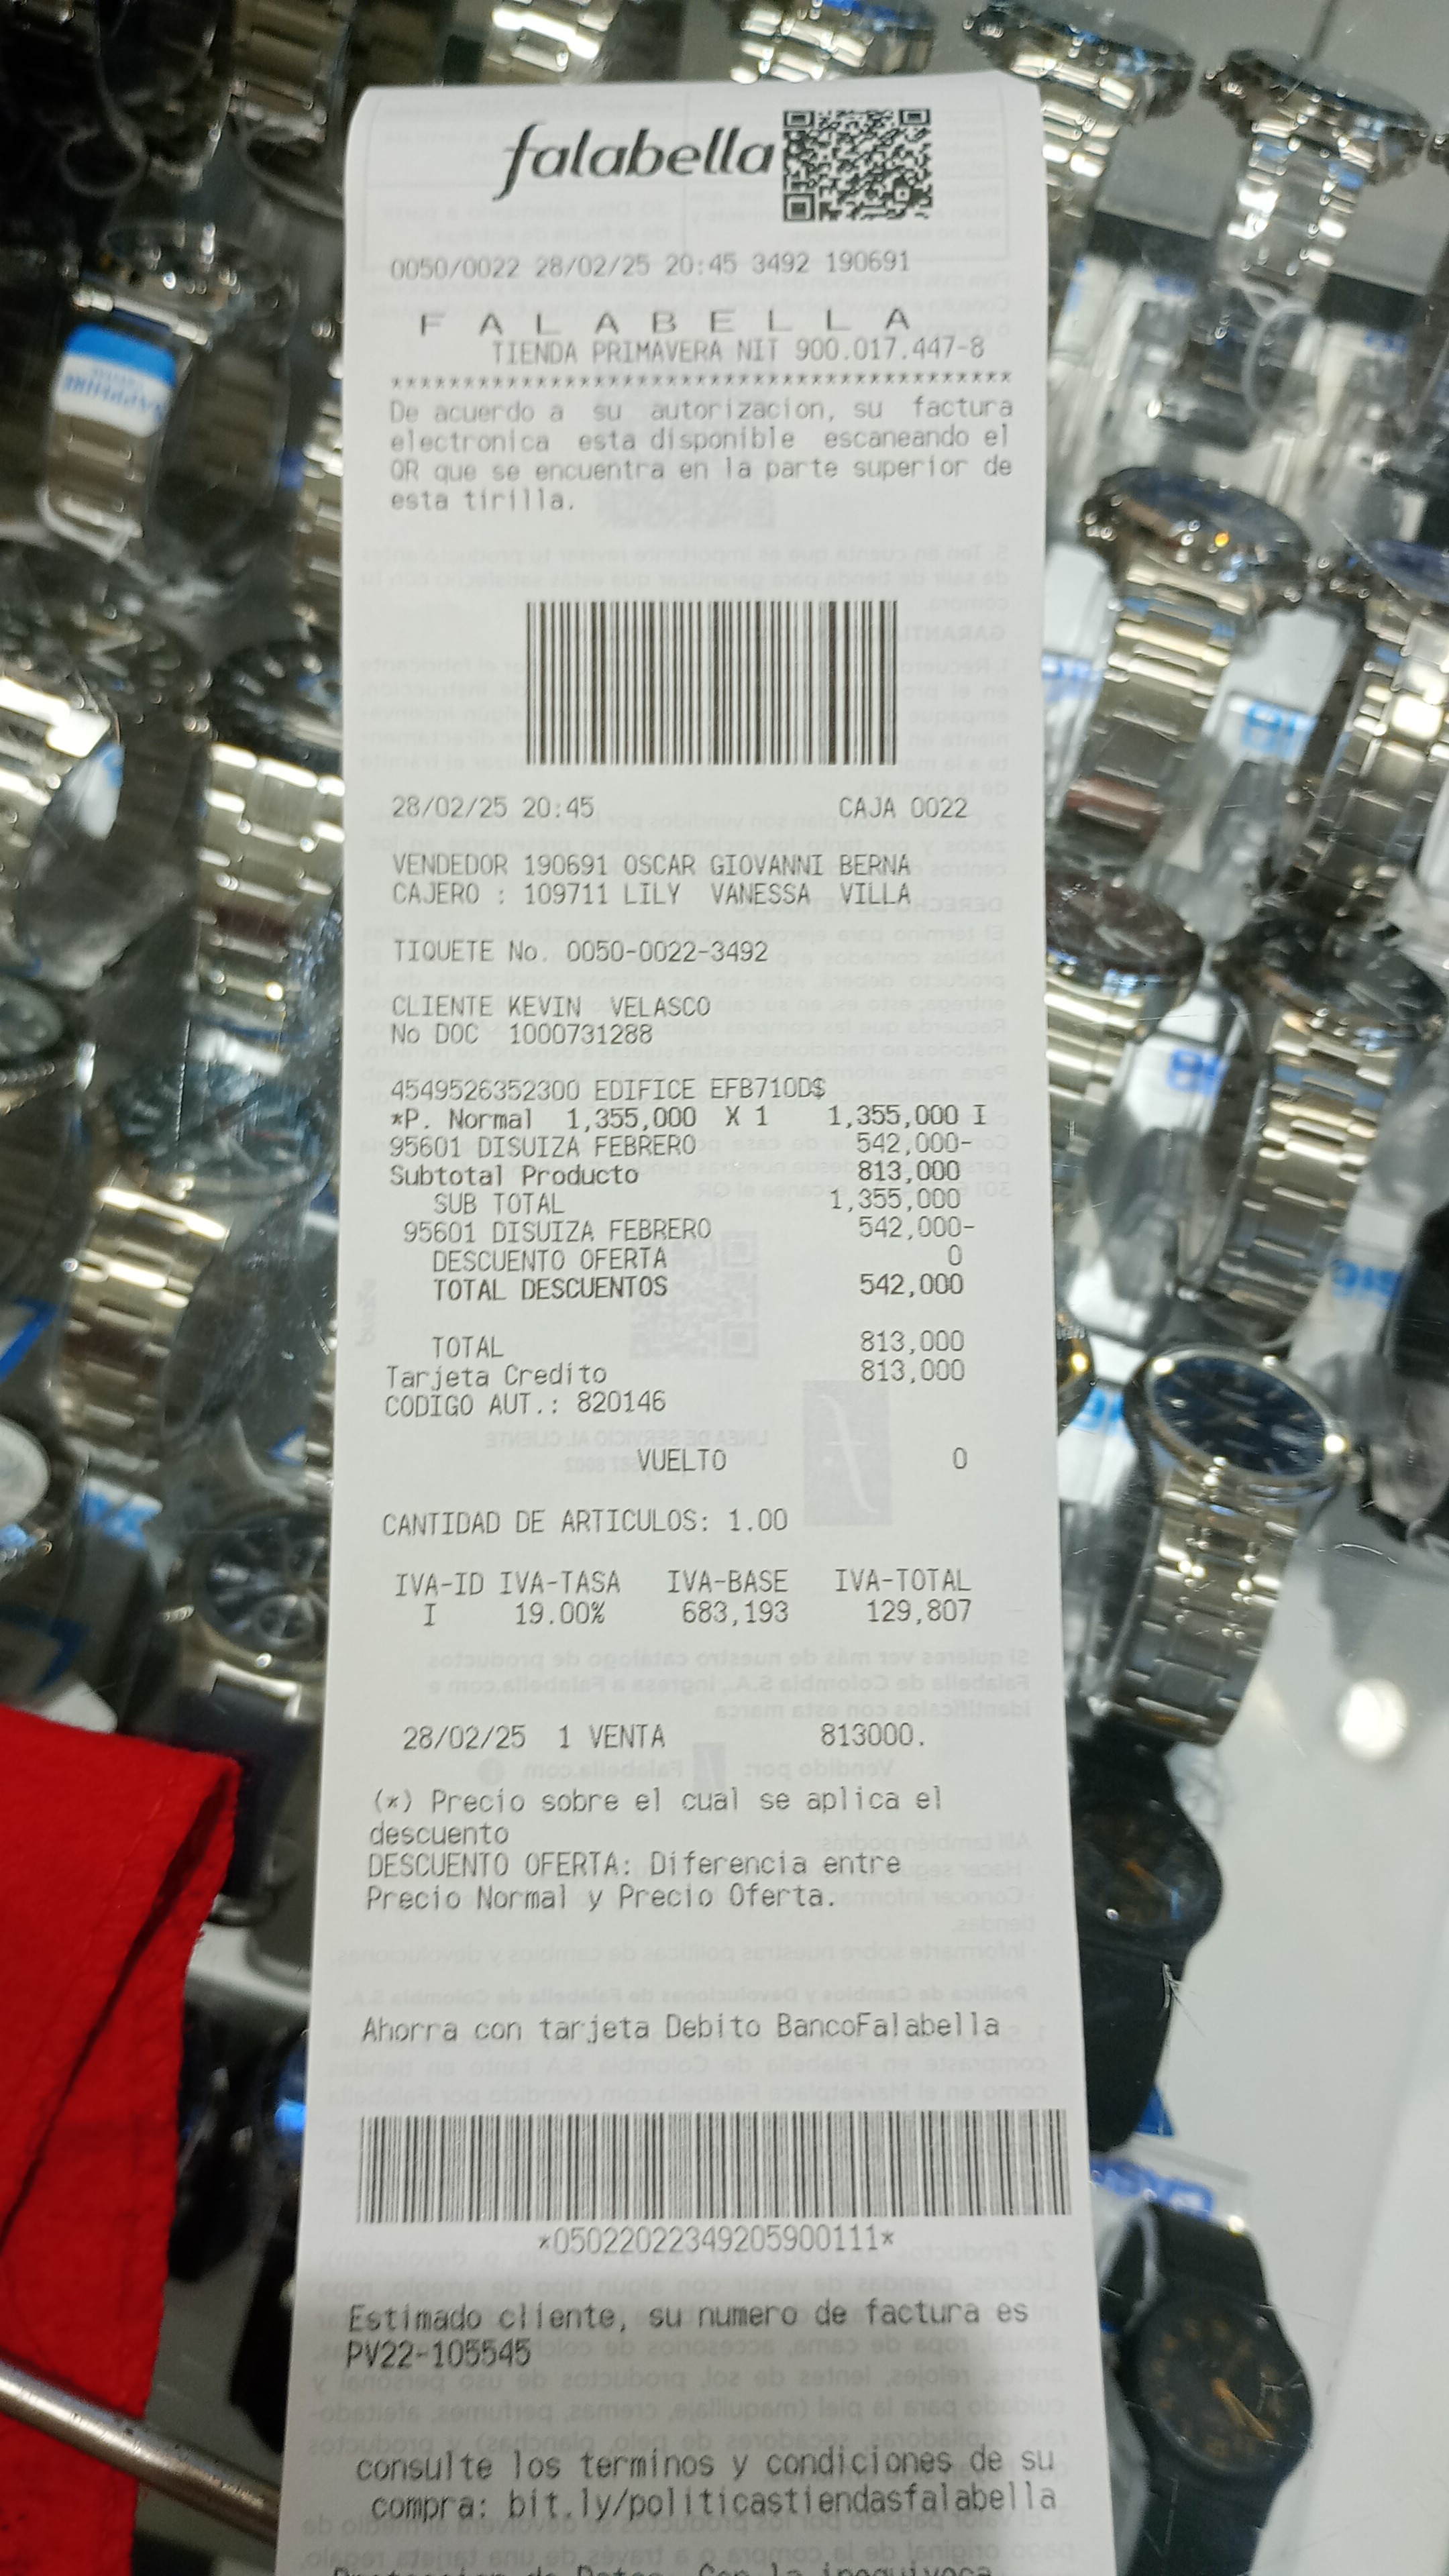 falabella
0050/0022 28/02/25 20:45 3492 190691
F A L A B E L L A
TIENDA PRIMAVERA NIT 900.017.447-8
*******************************************
De acuerdo a su autorizacion, su factura
electronica esta disponible escaneando el
QR que se encuentra en la parte superior de
esta tirilla.
28/02/25 20:45 CAJA 0022
VENDEDOR 190691 OSCAR GIOVANNI BERNA
CAJERO : 109711 LILY VANESSA VILLA
TIQUETE No. 0050-0022-3492
CLIENTE KEVIN VELASCO
No DOC 1000731288
4549526352300 EDIFICE EFB710D$
*P. Normal 1,355,000 X 1 1,355,000 I
95601 DISUIZA FEBRERO 542,000-
Subtotal Producto 813,000
SUB TOTAL 1,355,000
95601 DISUIZA FEBRERO 542,000-
DESCUENTO OFERTA 0
TOTAL DESCUENTOS 542,000
TOTAL 813,000
Tarjeta Credito 813,000
CODIGO AUT.: 820146
VUELTO 0
CANTIDAD DE ARTICULOS: 1.00
IVA-ID IVA-TASA IVA-BASE IVA-TOTAL
I 19.00% 683,193 129,807
28/02/25 1 VENTA 813000.
(*) Precio sobre el cual se aplica el
descuento
DESCUENTO OFERTA: Diferencia entre
Precio Normal y Precio Oferta.
Ahorra con tarjeta Debito BancoFalabella
*05022022349205900111*
Estimado cliente, su numero de factura es
PV22-105545
consulte los terminos y condiciones de su
compra: bit.ly/politicastiendasfalabella